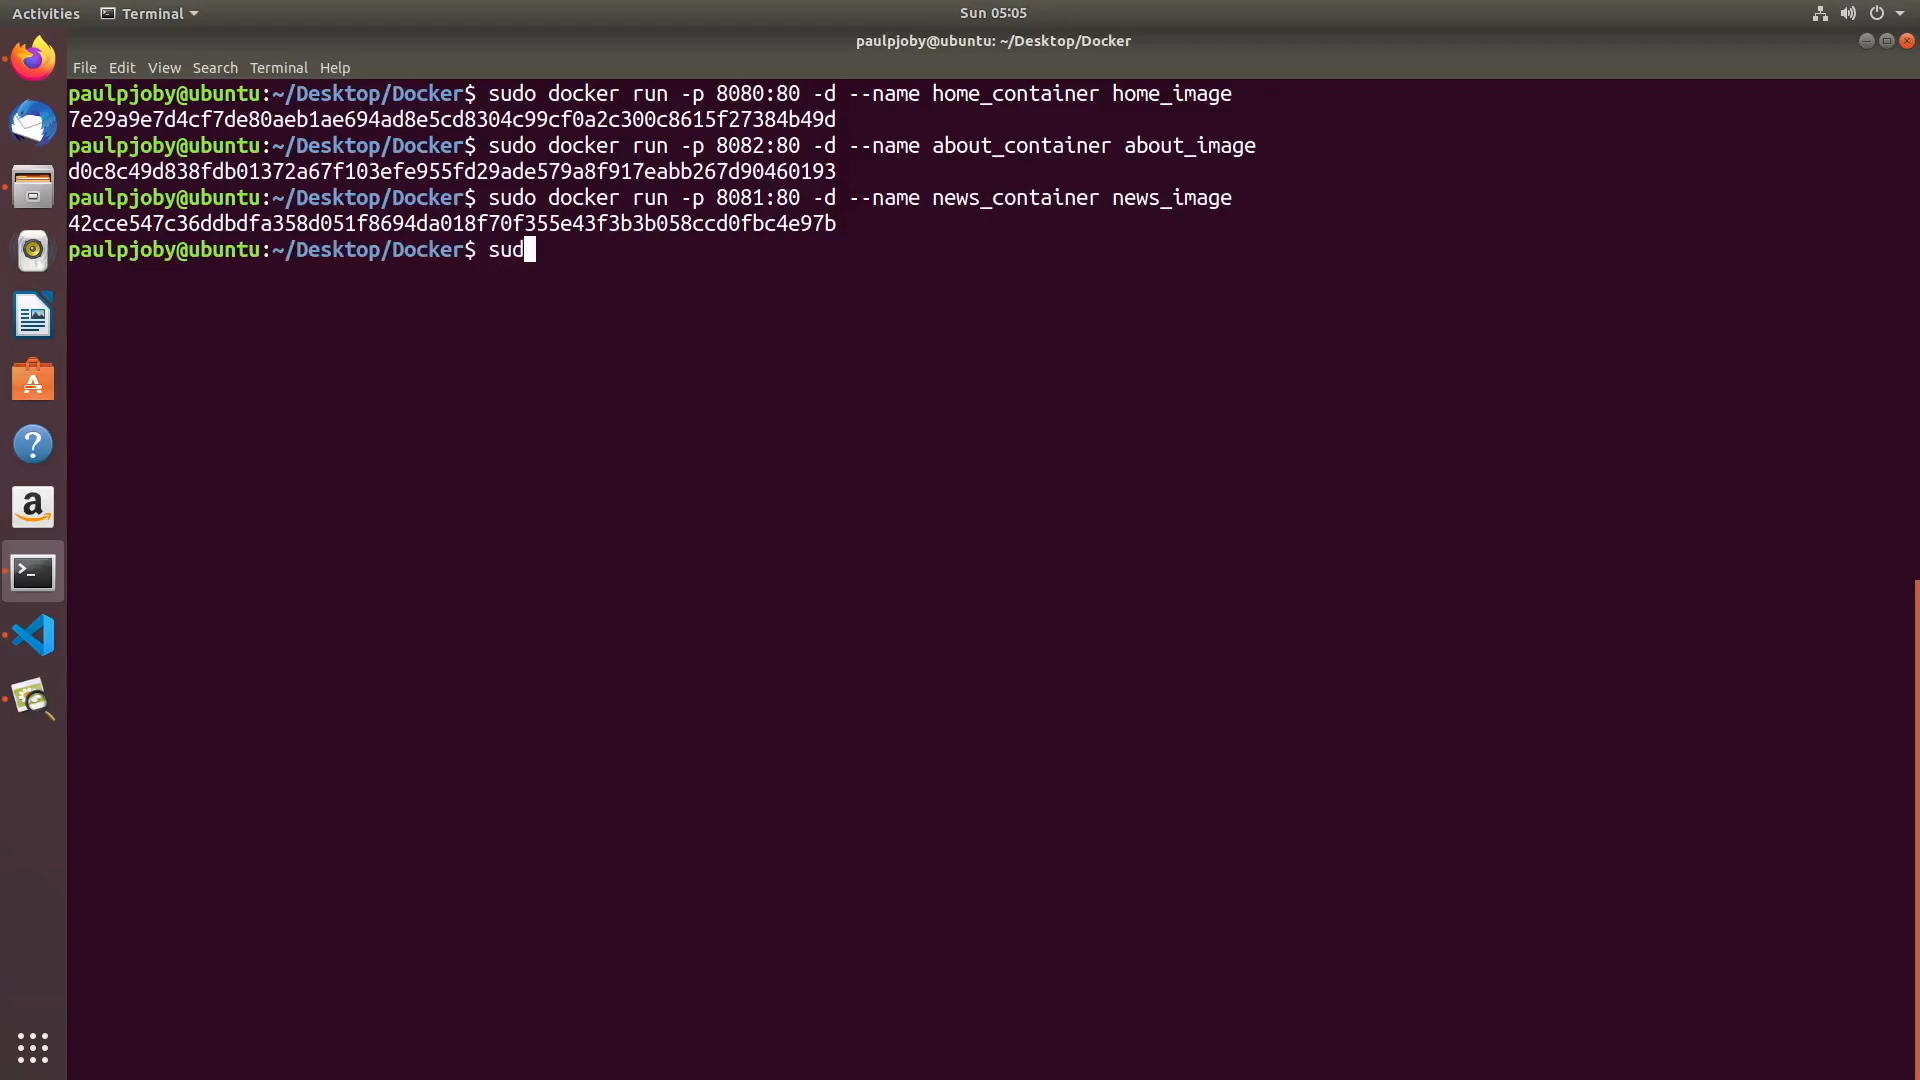 Activities Terminal Sun 05:05
paulpjoby@ubuntu: ~/Desktop/Docker
File Edit View Search Terminal Help
paulpjoby@ubuntu:~/Desktop/Docker$ sudo docker run -p 8080:80 -d --name home_container home_image
7e29a9e7d4cf7de80aeb1ae694ad8e5cd8304c99cf0a2c300c8615f27384b49d
paulpjoby@ubuntu:~/Desktop/Docker$ sudo docker run -p 8082:80 -d --name about_container about_image
d0c8c49d838fdb01372a67f103efe955fd29ade579a8f917eabb267d90460193
paulpjoby@ubuntu:~/Desktop/Docker$ sudo docker run -p 8081:80 -d --name news_container news_image
42cce547c36ddbdfa358d051f8694da018f70f355e43f3b3b058ccd0fbc4e97b
paulpjoby@ubuntu:~/Desktop/Docker$ sud